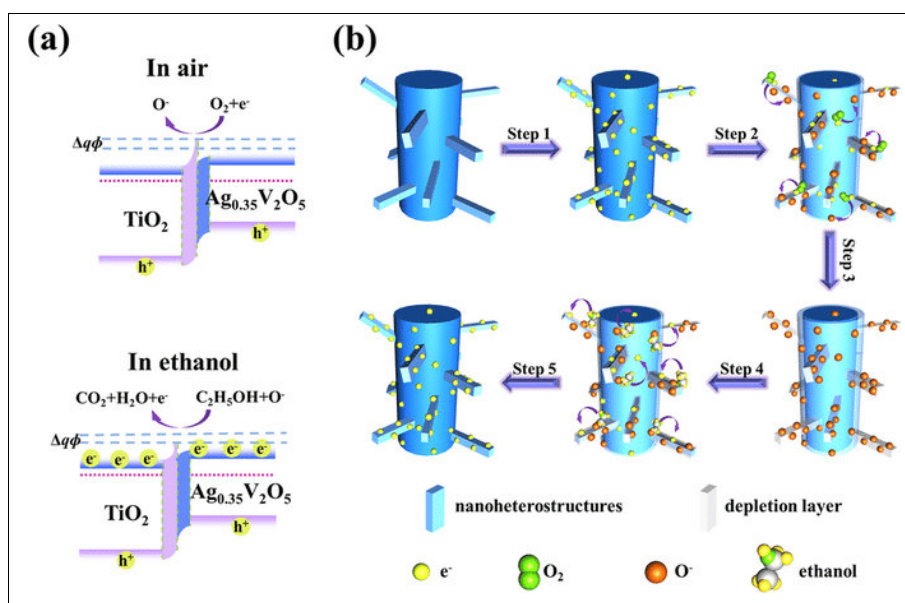 (a)
In air
O⁻ O₂+e⁻
Δqϕ
TiO₂
Ag₀.₃₅V₂O₅
h⁺
h⁺
In ethanol
CO₂+H₂O+e⁻ C₂H₅OH+O⁻
Δqϕ
e⁻ e⁻ e⁻ e⁻ e⁻ e⁻
TiO₂
Ag₀.₃₅V₂O₅
h⁺
h⁺
(b)
Step 1
Step 2
Step 3
Step 4
Step 5
nanoheterostructures
depletion layer
e⁻
O₂
O⁻
ethanol